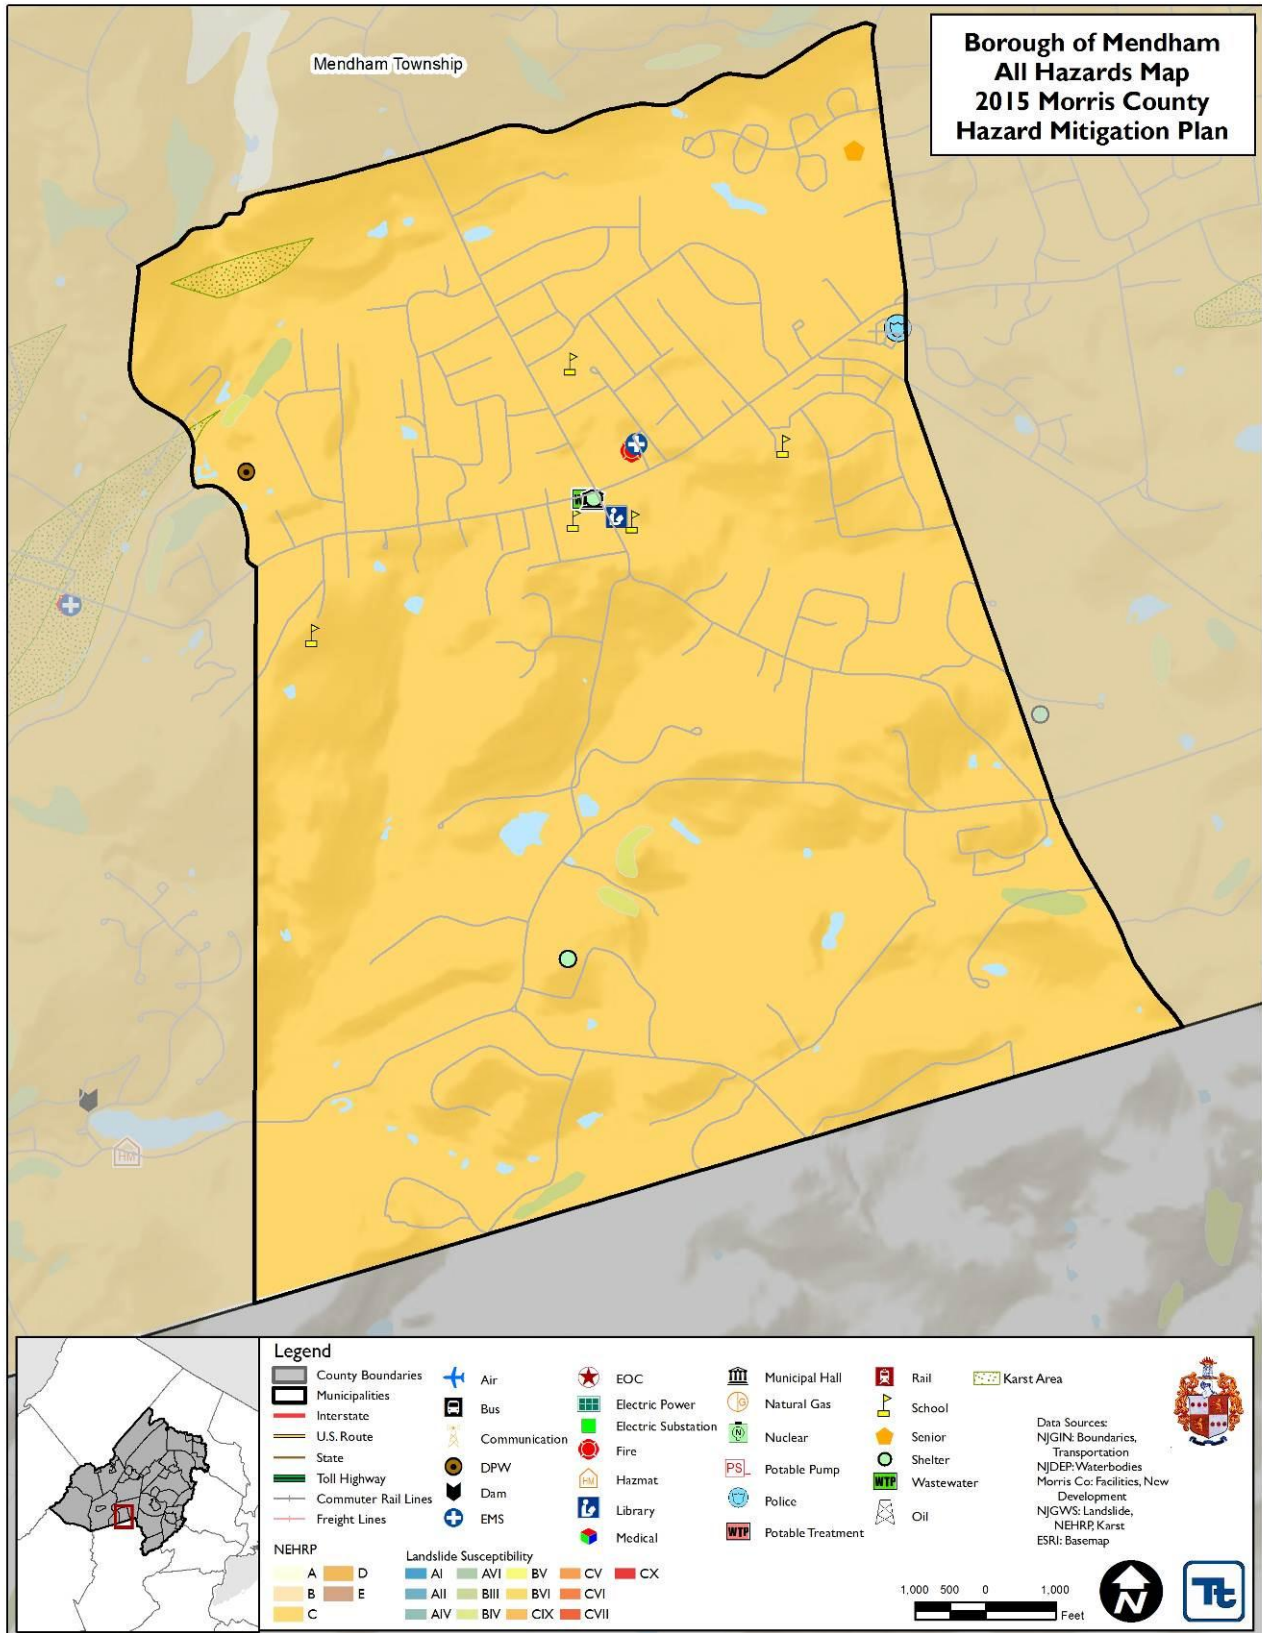 Mendham Township
Borough of Mendham
All Hazards Map
2015 Morris County
Hazard Mitigation Plan
HM
Legend
County Boundaries
Municipalities
Interstate
U.S. Route
State
Toll Highway
Commuter Rail Lines
Freight Lines
Air
Bus
Communication
DPW
Dam
EMS
EOC
Electric Power
Electric Substation
Fire
HM Hazmat
Library
Medical
Municipal Hall
G Natural Gas
N Nuclear
PS Potable Pump
Police
WTP Potable Treatment
Rail
School
Senior
Shelter
WTP Wastewater
Oil
Karst Area
Data Sources:
NJGIN: Boundaries,
Transportation
NJDEP: Waterbodies
Morris Co: Facilities, New
Development
NJGWS: Landslide,
NEHRP, Karst
ESRI: Basemap
NEHRP
A D
B E
C
Landslide Susceptibility
AI AVI BV CV CX
AII BIII BVI CVI
AIV BIV CIX CVII
1,000 500 0 1,000
Feet
N
Tt